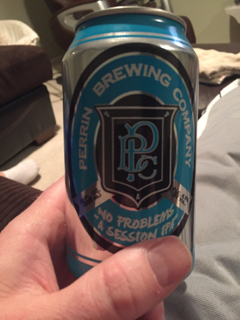 PERRIN BREWING COMPANY
PBC
NO PROBLEMS
A SESSION IPA